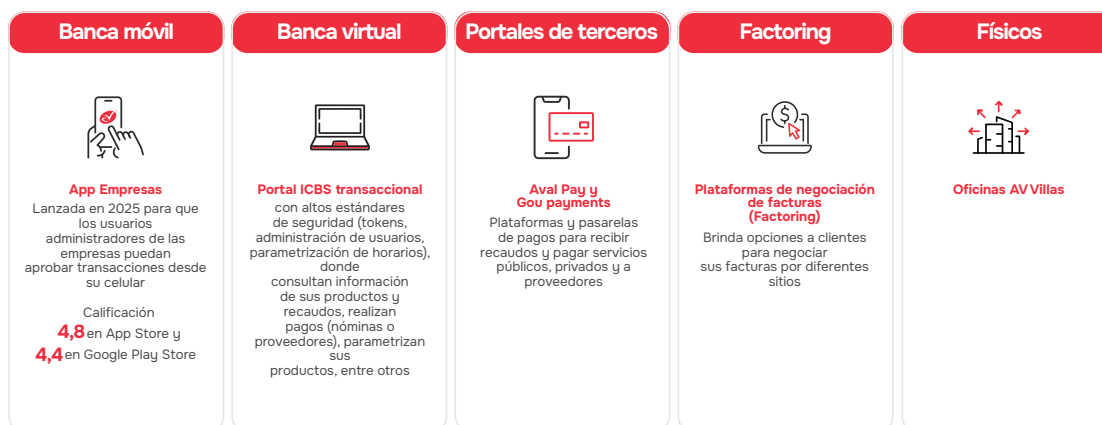 Banca móvil
App Empresas
Lanzada en 2025 para que
los usuarios
administradores de las
empresas puedan
aprobar transacciones desde
su celular
Calificación
4,8 en App Store y
4,4 en Google Play Store
Banca virtual
Portal ICBS transaccional
con altos estándares
de seguridad (tokens,
administración de usuarios,
parametrización de horarios),
donde
consultan información
de sus productos y
recaudos, realizan
pagos (nóminas o
proveedores), parametrizan
sus
productos, entre otros
Portales de terceros
Aval Pay y
Gou payments
Plataformas y pasarelas
de pagos para recibir
recaudos y pagar servicios
públicos, privados y a
proveedores
Factoring
$
Plataformas de negociación
de facturas
(Factoring)
Brinda opciones a clientes
para negociar
sus facturas por diferentes
sitios
Físicos
Oficinas AV Villas